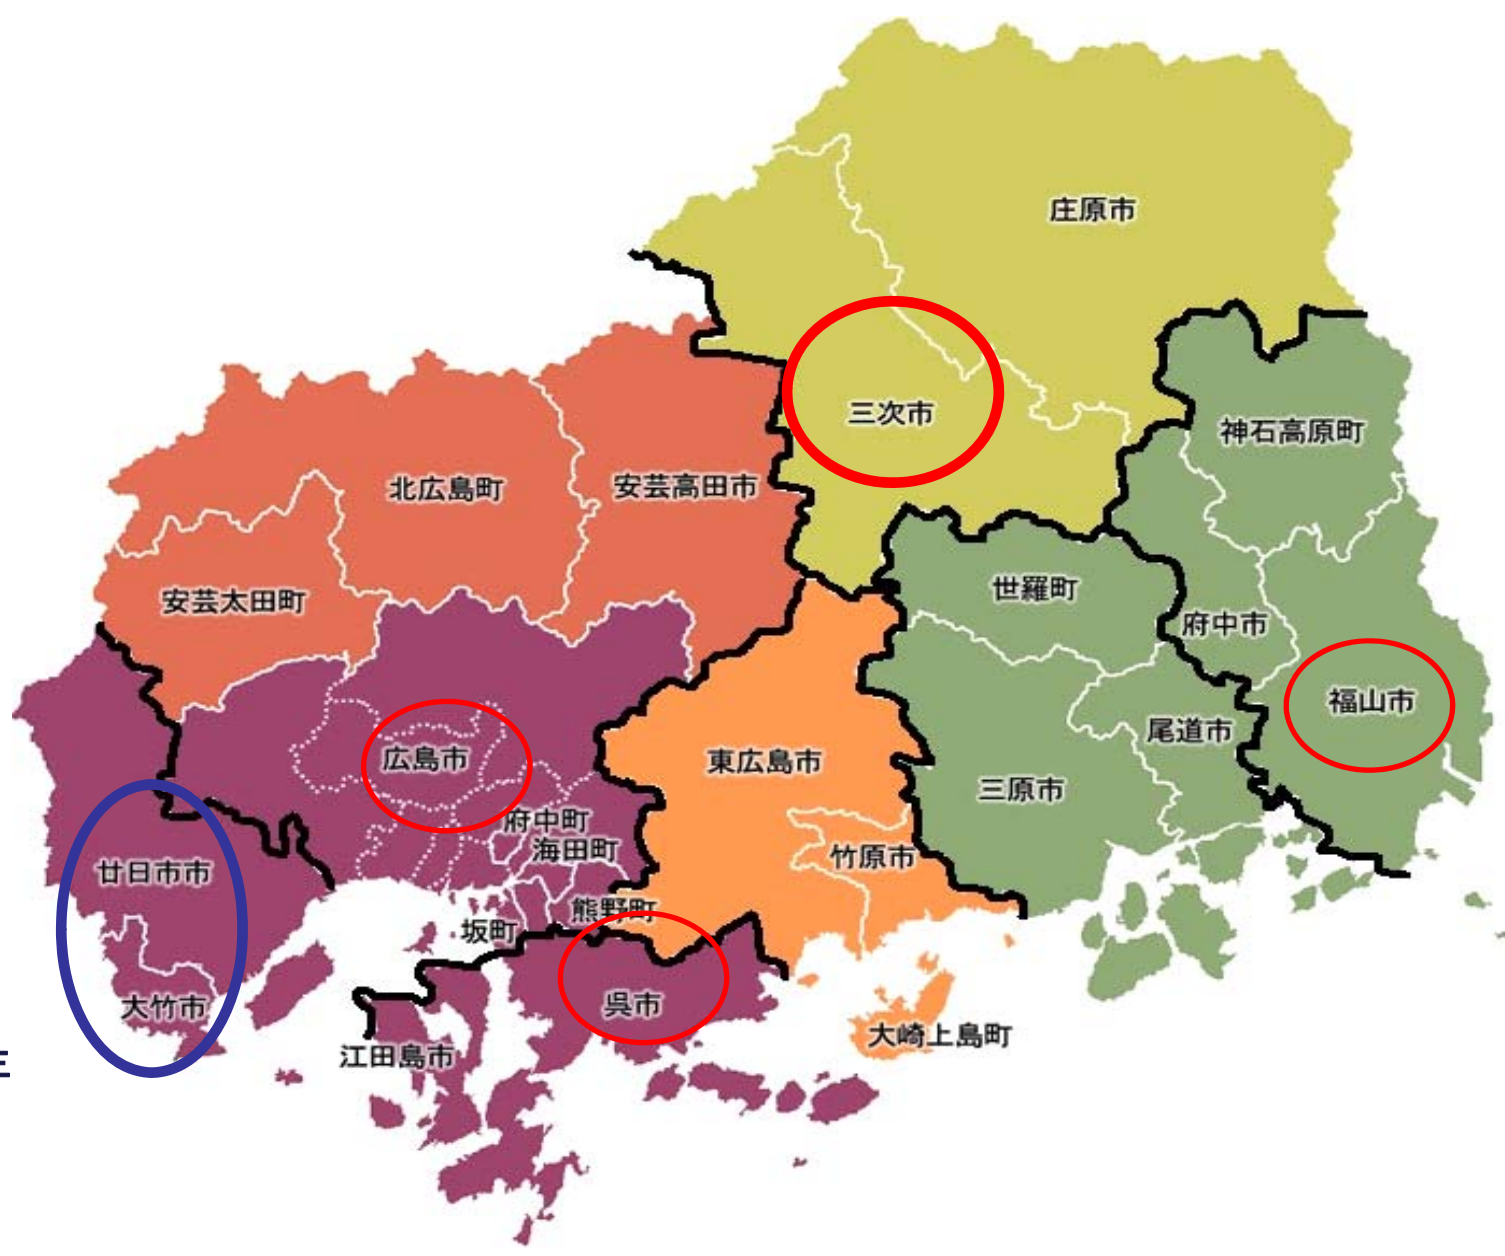 庄原市
三次市
神石高原町
北広島町
安芸高田市
安芸太田町
世羅町
府中市
福山市
尾道市
広島市
東広島市
三原市
府中町
海田町
竹原市
廿日市市
熊野町
坂町
大竹市
呉市
大崎上島町
江田島市